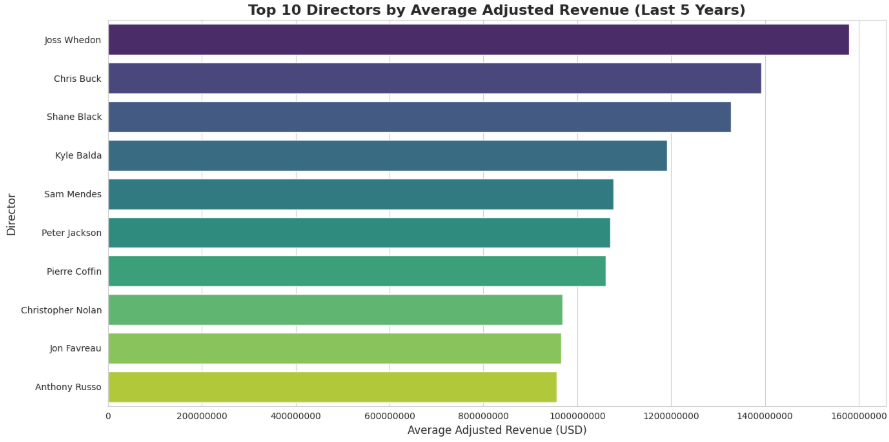 Top 10 Directors by Average Adjusted Revenue (Last 5 Years)
Director
Joss Whedon
Chris Buck
Shane Black
Kyle Balda
Sam Mendes
Peter Jackson
Pierre Coffin
Christopher Nolan
Jon Favreau
Anthony Russo
0 200000000 400000000 600000000 800000000 1000000000 1200000000 1400000000 1600000000
Average Adjusted Revenue (USD)